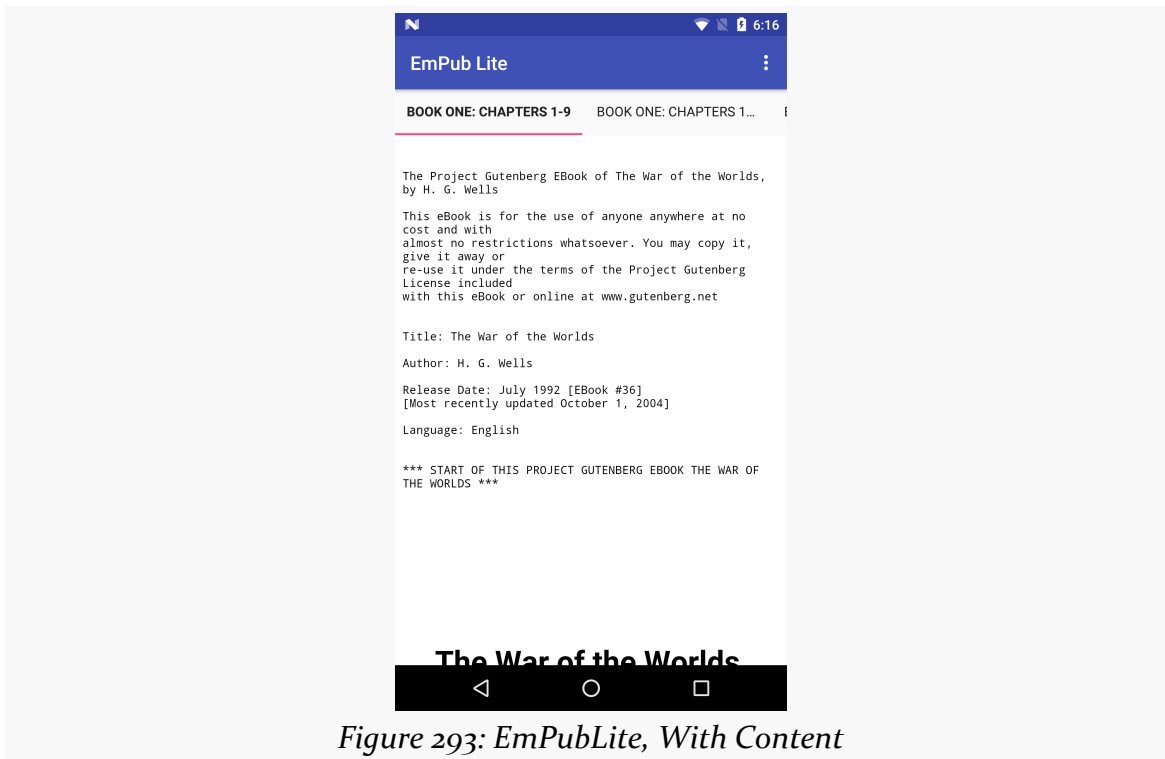 6:16
EmPub Lite
BOOK ONE: CHAPTERS 1-9 BOOK ONE: CHAPTERS 1...
The Project Gutenberg EBook of The War of the Worlds,
by H. G. Wells
This eBook is for the use of anyone anywhere at no
cost and with
almost no restrictions whatsoever. You may copy it,
give it away or
re-use it under the terms of the Project Gutenberg
License included
with this eBook or online at www.gutenberg.net
Title: The War of the Worlds
Author: H. G. Wells
Release Date: July 1992 [EBook #36]
[Most recently updated October 1, 2004]
Language: English
*** START OF THIS PROJECT GUTENBERG EBOOK THE WAR OF
THE WORLDS ***
The War of the Worlds
Figure 293: EmPubLite, With Content